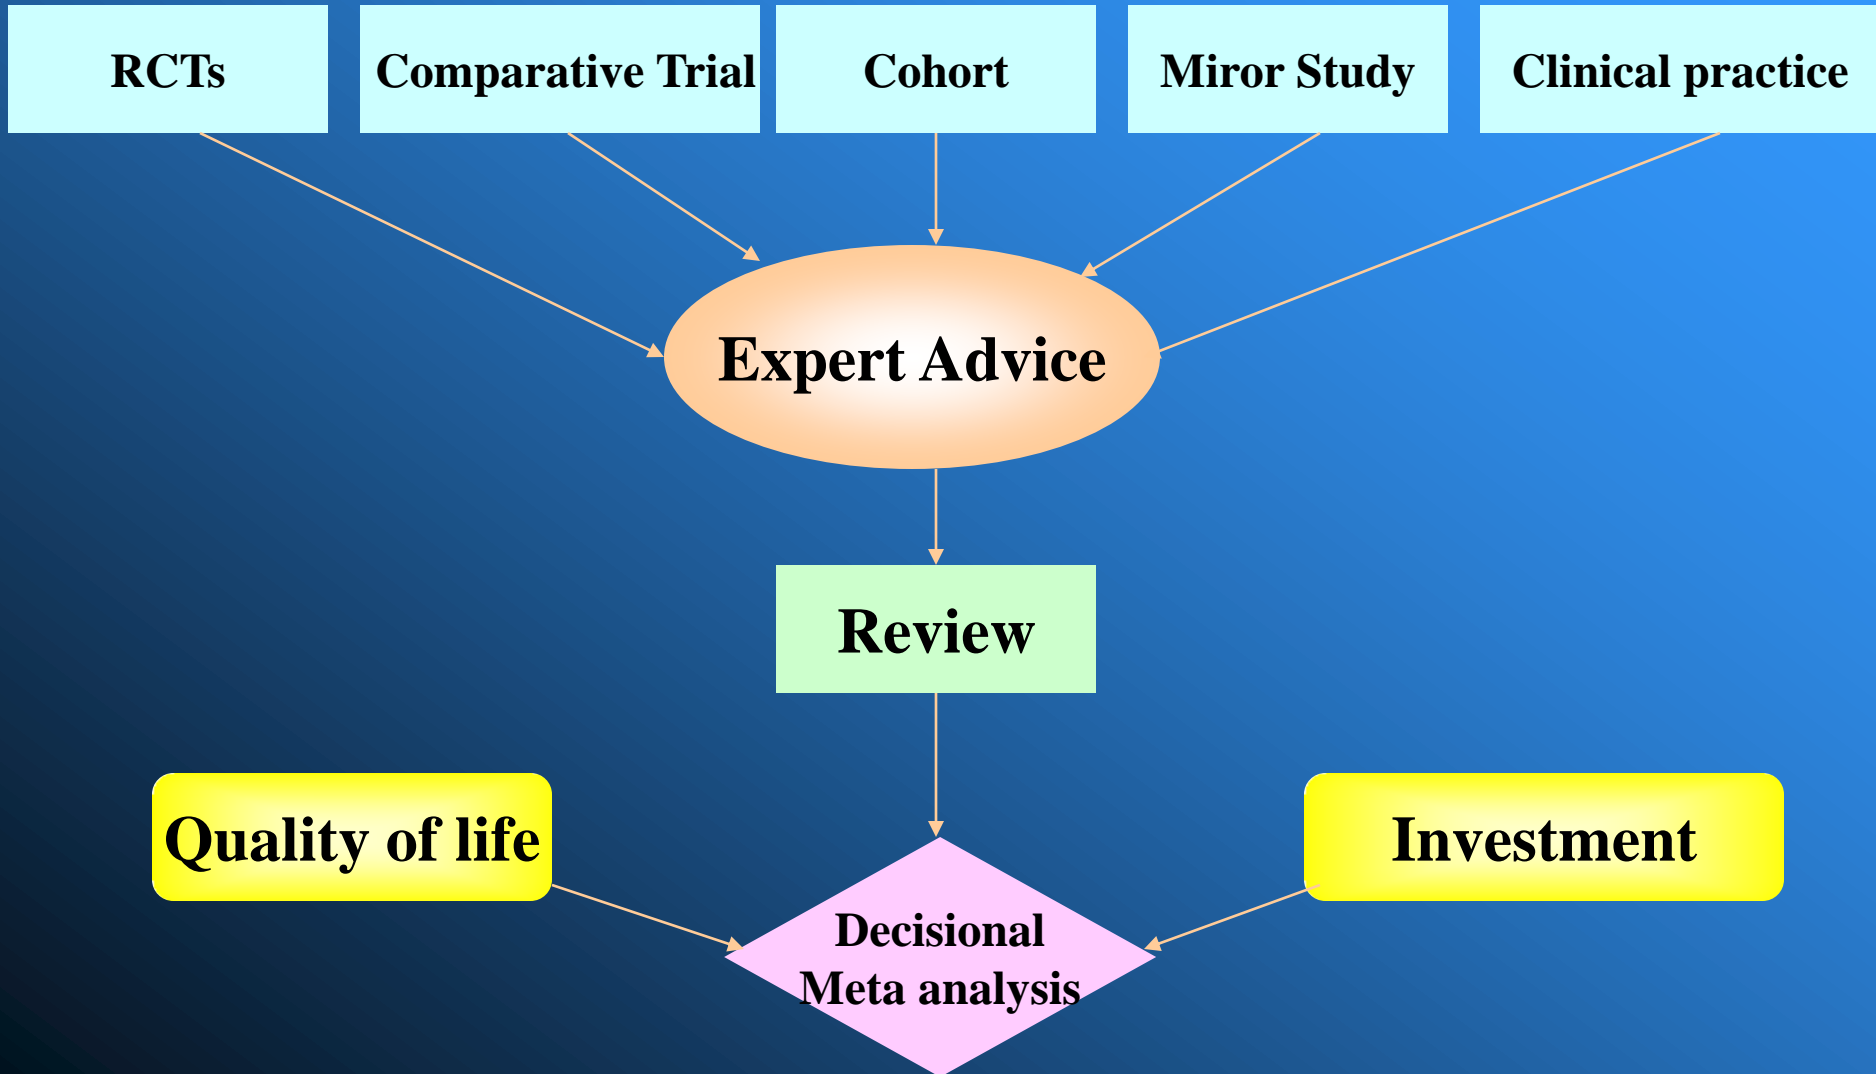 RCTs
Comparative Trial
Cohort
Miror Study
Clinical practice
Expert Advice
Review
Quality of life
Investment
Decisional
Meta analysis